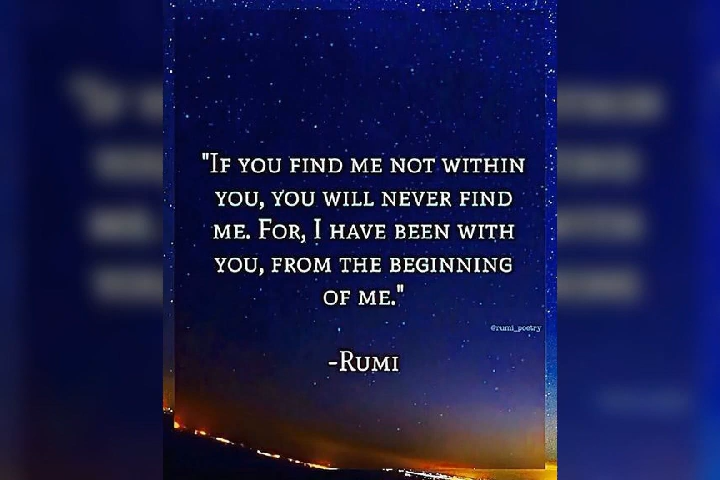 "If you find me not within
you, you will never find
me. For, I have been with
you, from the beginning
of me."
@rumi_poetry
-Rumi